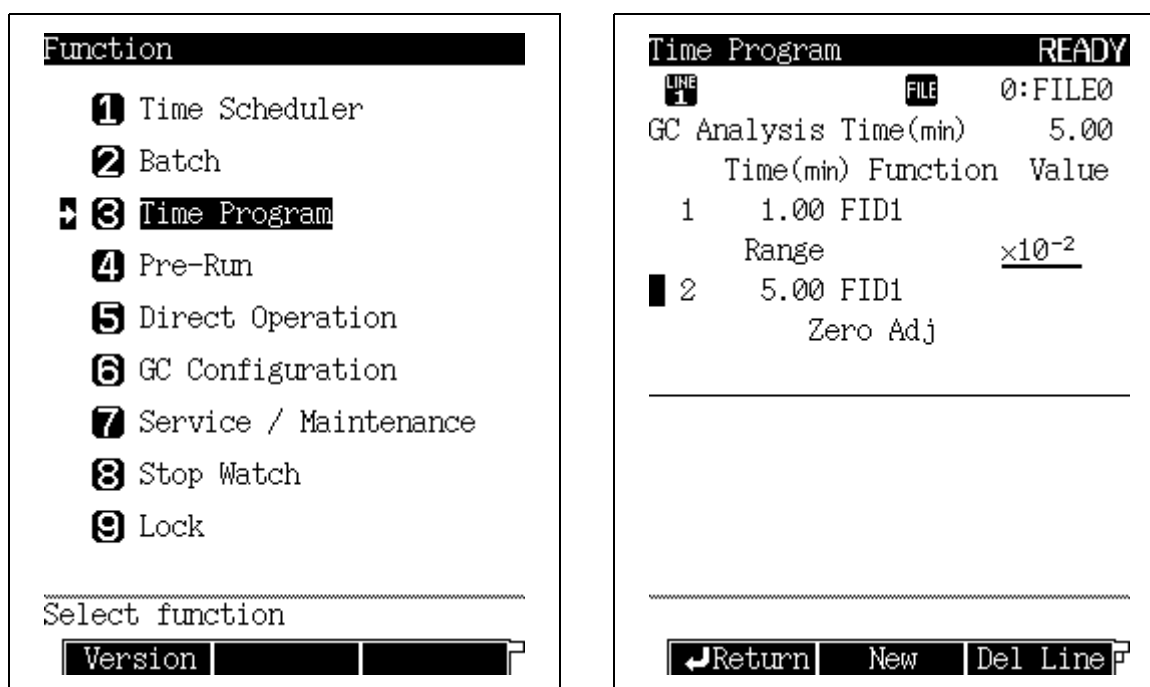 Function
1 Time Scheduler
2 Batch
3 Time Program
4 Pre-Run
5 Direct Operation
6 GC Configuration
7 Service / Maintenance
8 Stop Watch
9 Lock
Select function
Version
Time Program READY
LINE 1 FILE 0:FILE0
GC Analysis Time(min) 5.00
Time(min) Function Value
1 1.00 FID1
Range ×10⁻²
2 5.00 FID1
Zero Adj
↵Return New Del Line